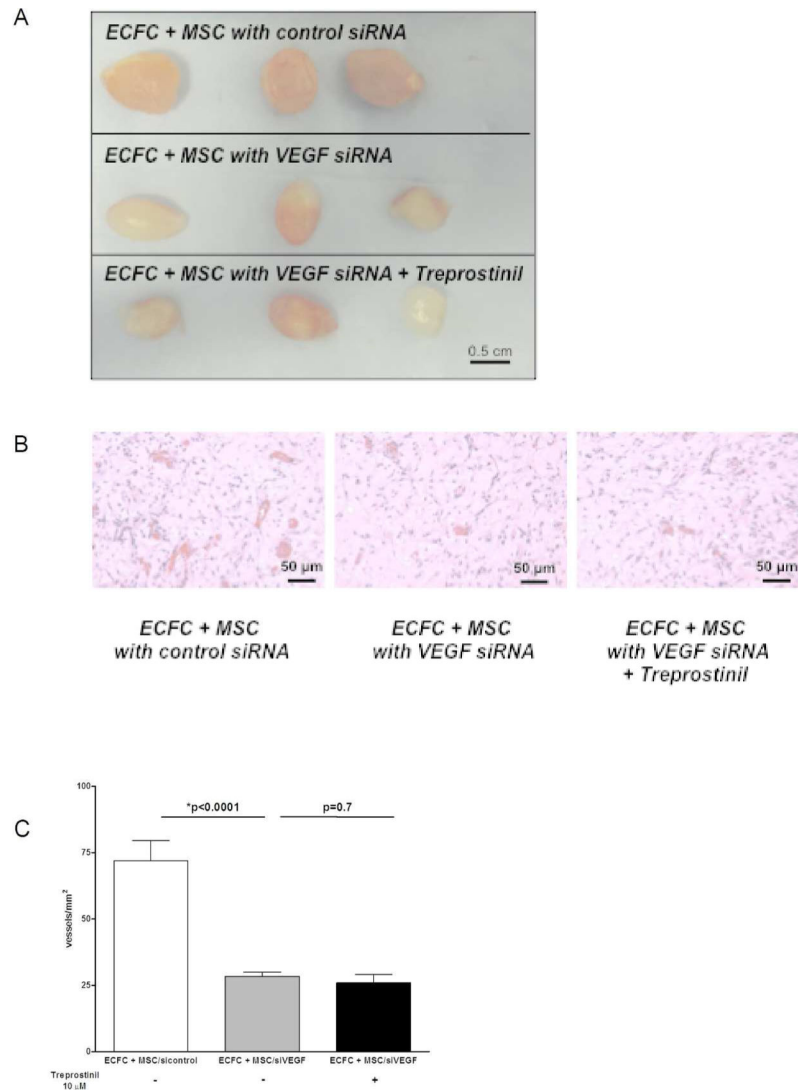 A
ECFC + MSC with control siRNA
ECFC + MSC with VEGF siRNA
ECFC + MSC with VEGF siRNA + Treprostinil
0.5 cm
B
50 µm
50 µm
50 µm
ECFC + MSC
with control siRNA
ECFC + MSC
with VEGF siRNA
ECFC + MSC
with VEGF siRNA
+ Treprostinil
C
100
75
50
25
0
vessels/mm²
*p<0.0001
p=0.7
ECFC + MSC/sicontrol
ECFC + MSC/siVEGF
ECFC + MSC/siVEGF
Treprostinil
10 µM
-
-
+